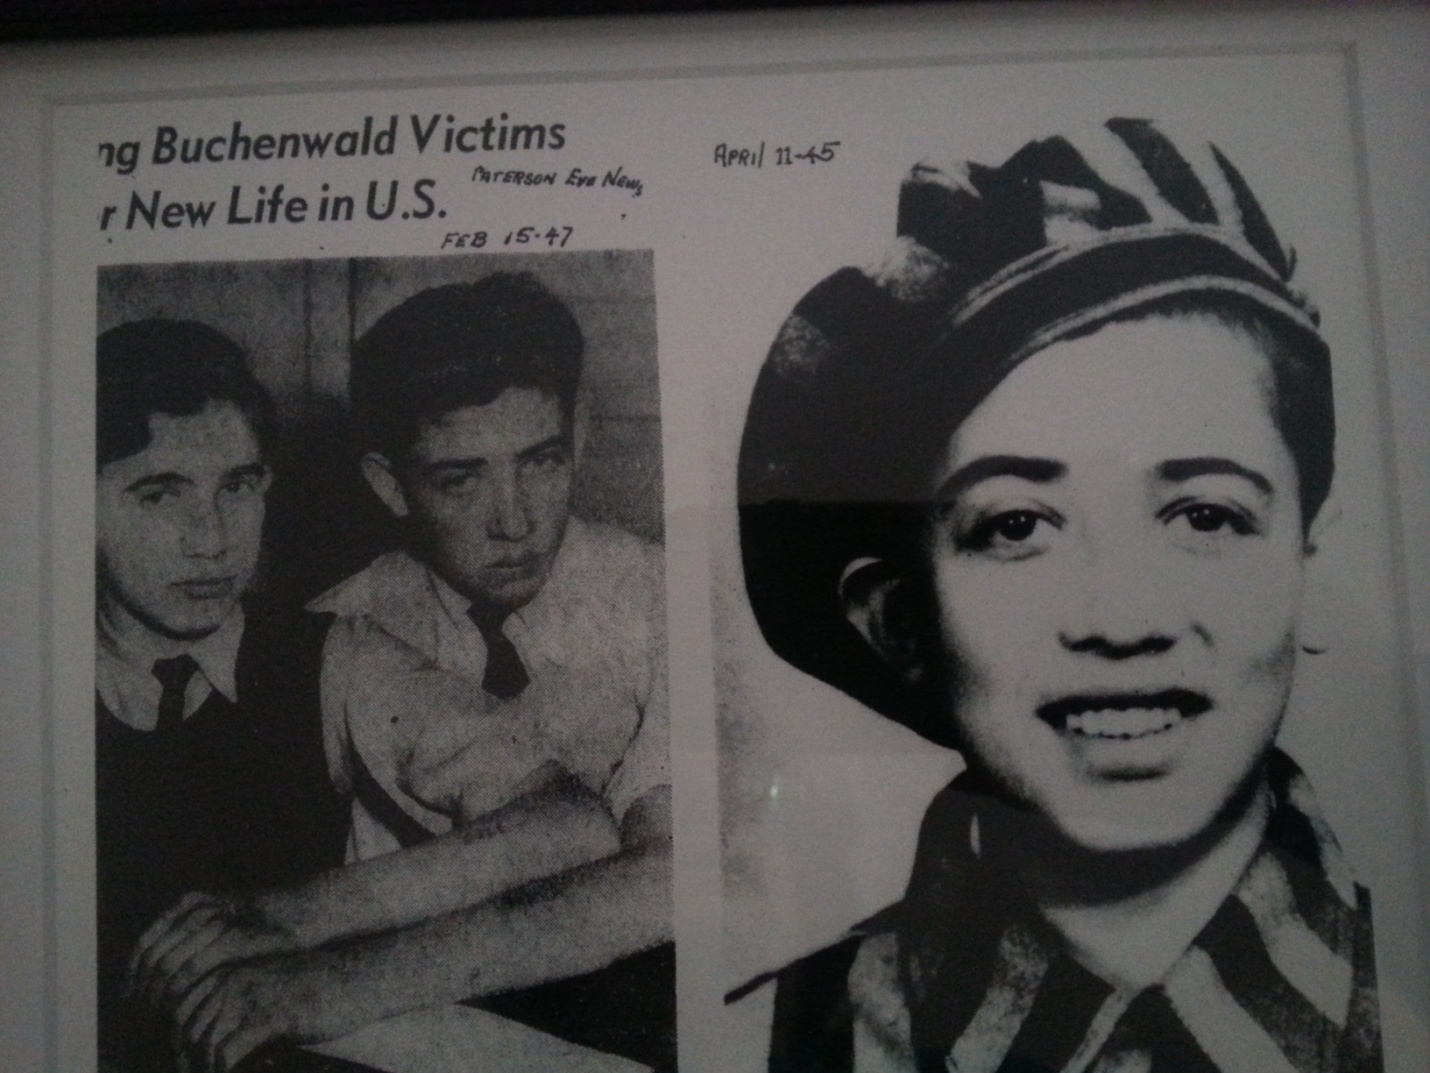 ng Buchenwald Victims
r New Life in U.S.
PATERSON Eve News
FEB 15-47
APRil 11-45